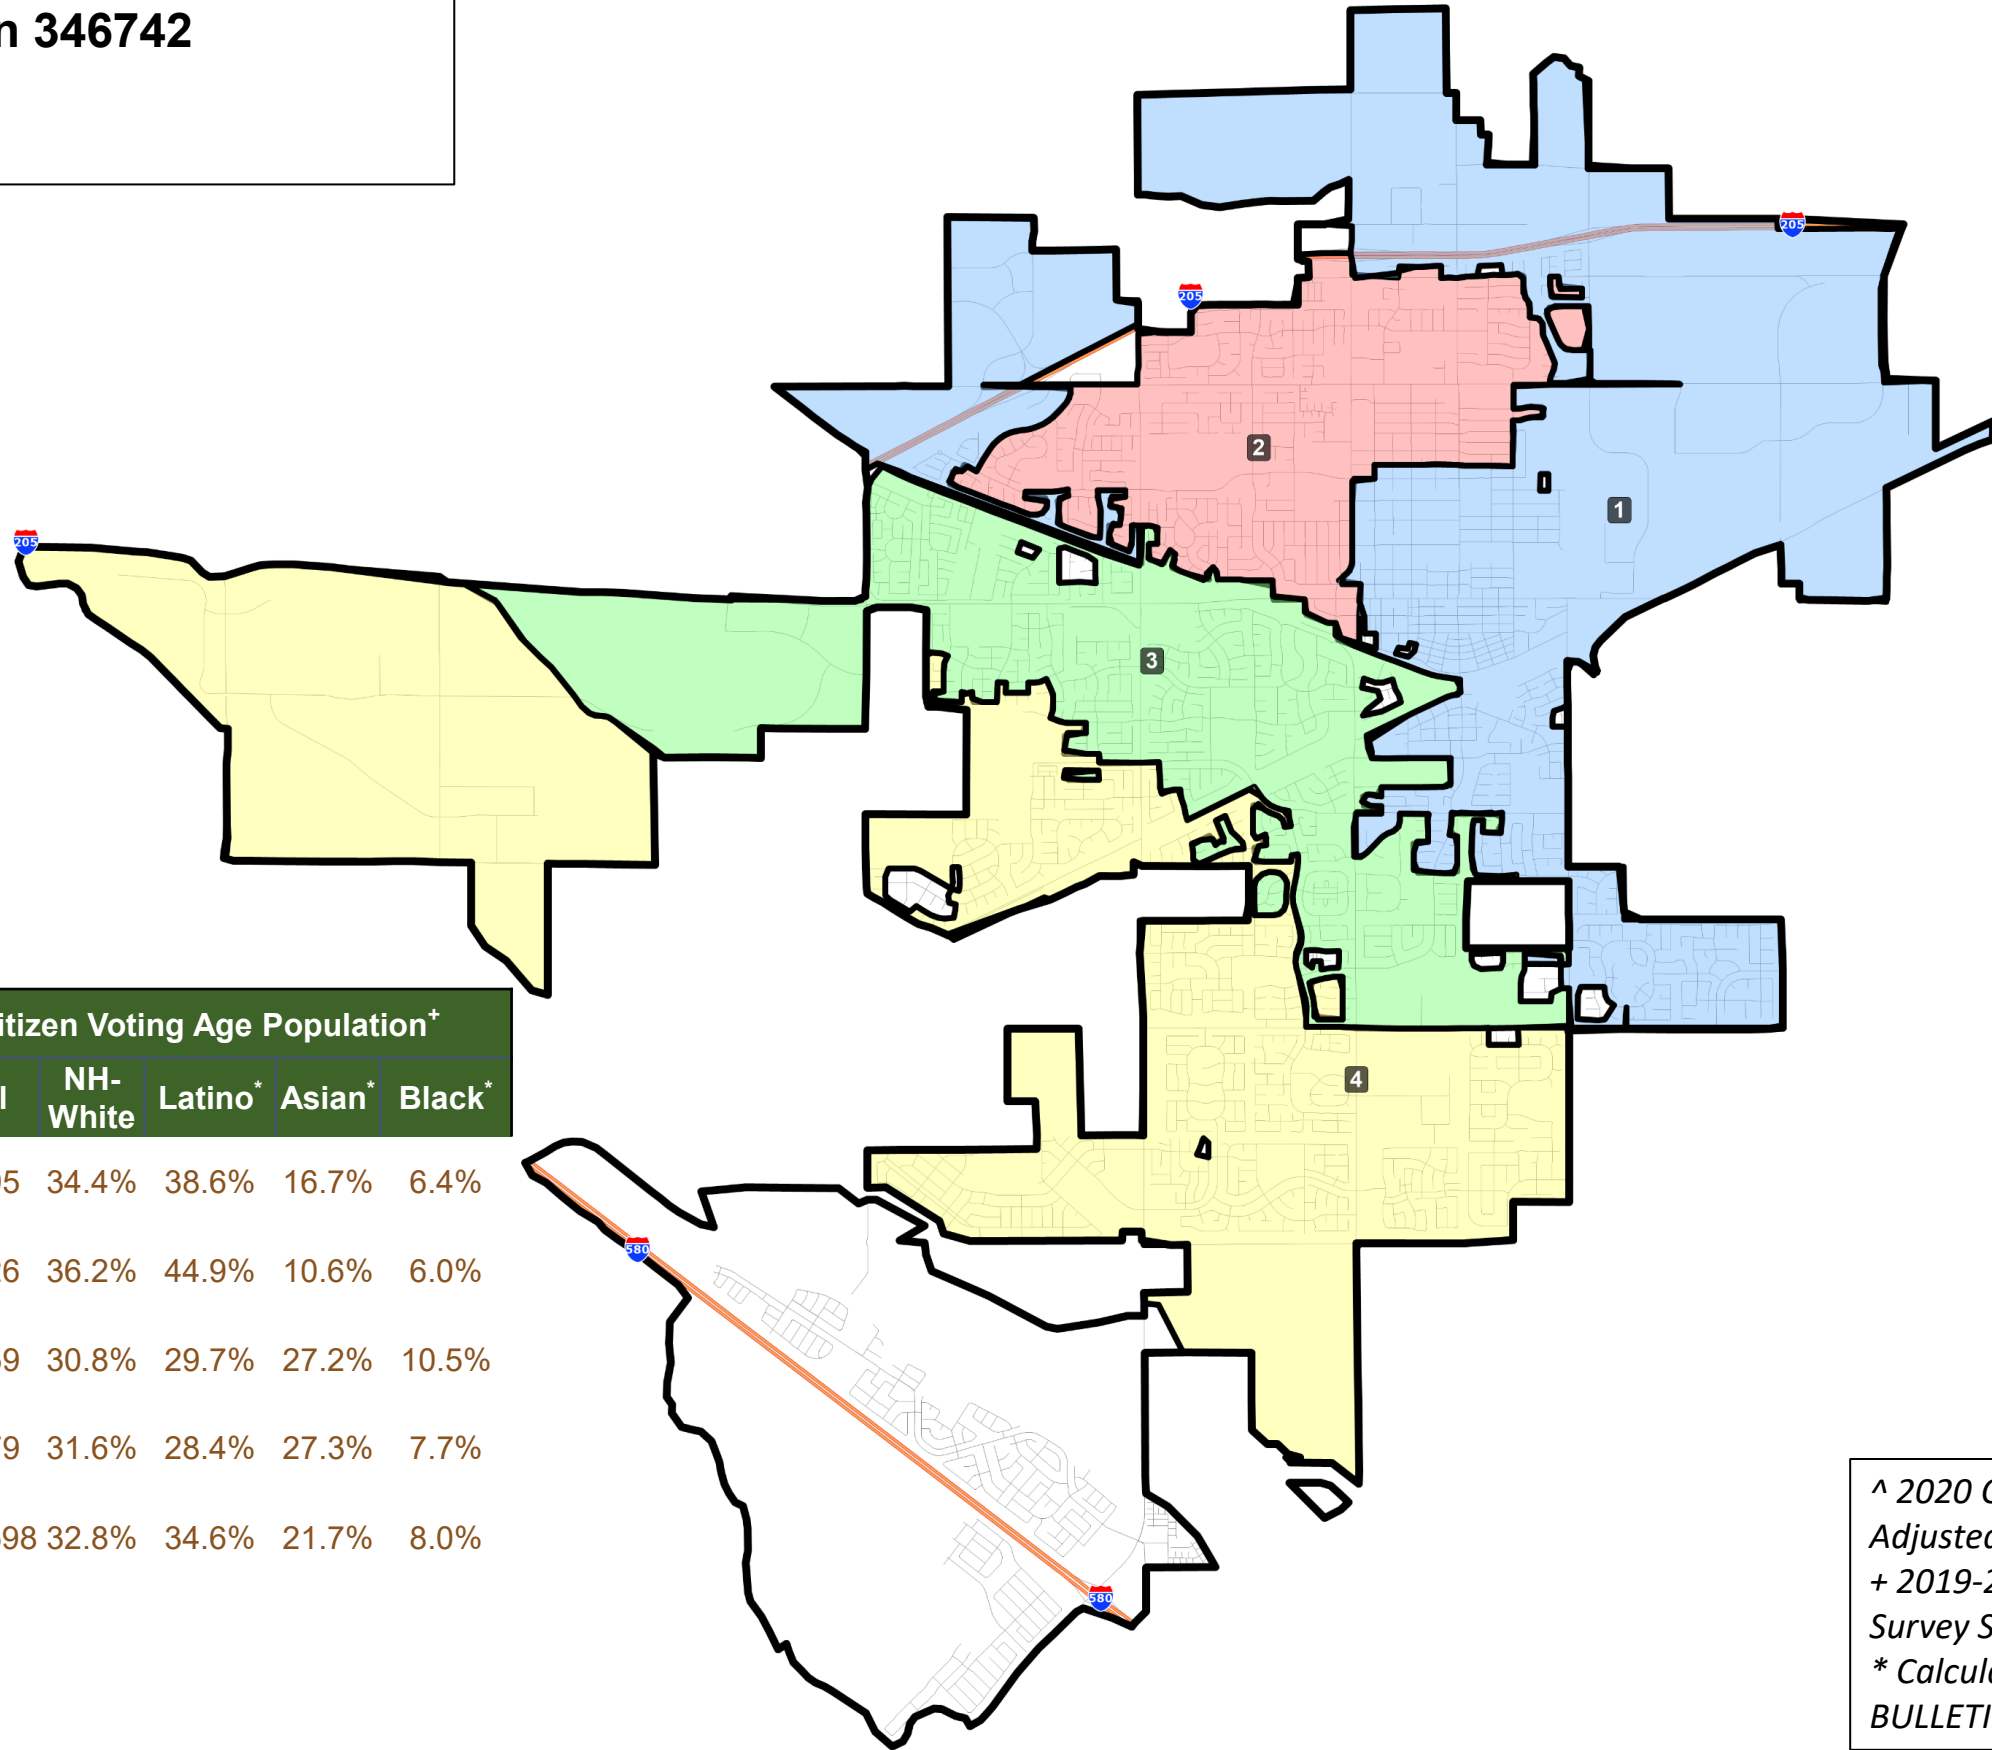 n 346742
205
205
205
2
1
3
4
580
580
itizen Voting Age Population+
l NH-White Latino* Asian* Black*
5 34.4% 38.6% 16.7% 6.4%
26 36.2% 44.9% 10.6% 6.0%
9 30.8% 29.7% 27.2% 10.5%
79 31.6% 28.4% 27.3% 7.7%
98 32.8% 34.6% 21.7% 8.0%
^ 2020 C
Adjusted
+ 2019-2
Survey S
* Calcula
BULLETI